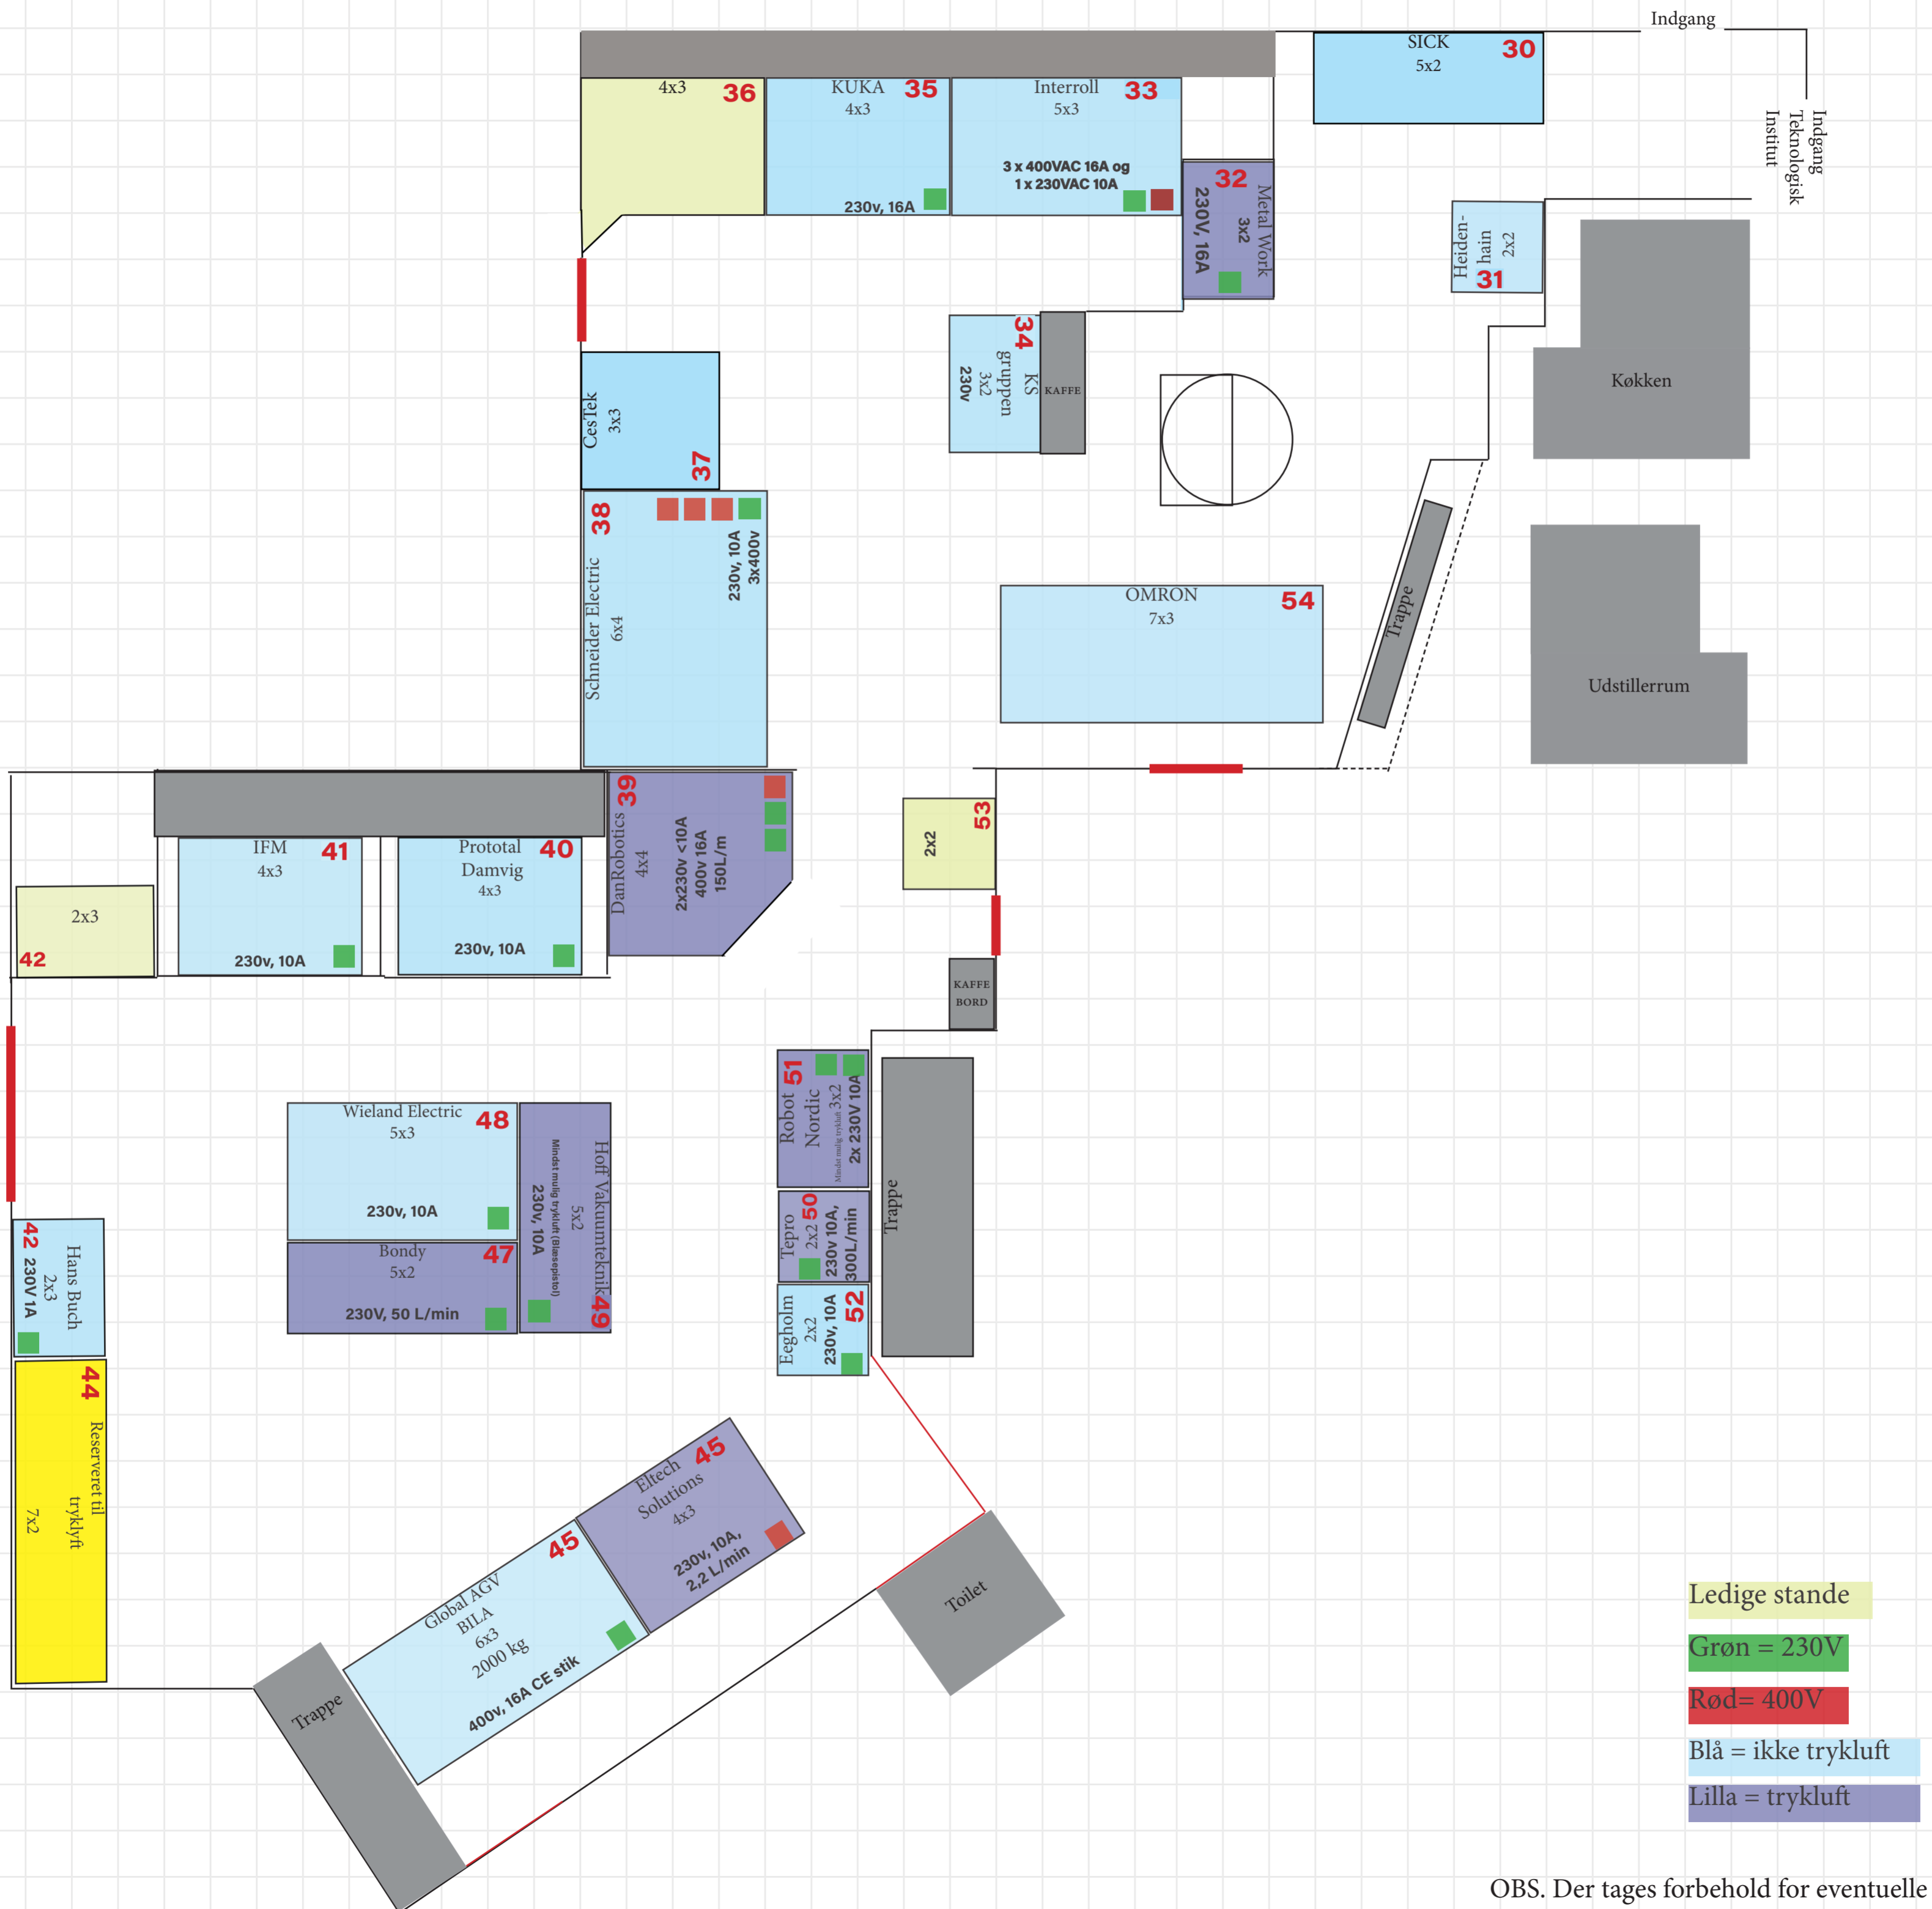 Indgang
Indgang
Teknologisk
Institut
SICK
30
5x2
4x3
36
KUKA
35
4x3
230v, 16A
Interroll
33
5x3
3 x 400VAC 16A og
1 x 230VAC 10A
32
Metal Work
3x2
230V, 16A
Heiden-
hain
2x2
31
Køkken
34
KS
gruppen
3x2
230v
KAFFE
CesTek
3x3
37
38
Schneider Electric
6x4
230v, 10A
3x400v
OMRON
54
7x3
Trappe
Udstillerrum
39
DanRobotics
4x4
2x230v <10A
400v 16A
150L/m
53
2x2
IFM
41
4x3
230v, 10A
Prototal
40
Damvig
4x3
230v, 10A
2x3
42
KAFFE
BORD
51
Robot
Nordic
Mindst mulig trykluft 3x2
2x 230V 10A
Wieland Electric
48
5x3
230v, 10A
Hoff Vakuumteknik
5x2
Mindst mulig trykluft (Blæsepistol)
230v, 10A
49
Bondy
47
5x2
230V, 50 L/min
50
Tepro
2x2
230v 10A,
300L/min
Trappe
Eegholm
2x2
230v, 10A
52
42
Hans Buch
2x3
230V 1A
44
Reserveret til
tryklyft
7x2
45
Eltech
Solutions
4x3
230v, 10A,
2,2 L/min
45
Global AGV
BILA
6x3
2000 kg
400v, 16A CE stik
Trappe
Toilet
Ledige stande
Grøn = 230V
Rød= 400V
Blå = ikke trykluft
Lilla = trykluft
OBS. Der tages forbehold for eventuelle